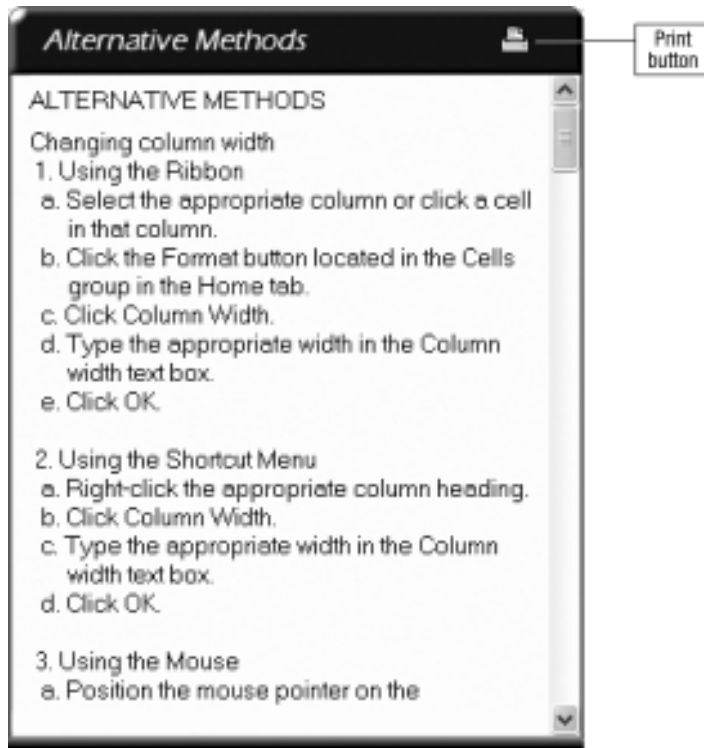 Alternative Methods
Print
button
ALTERNATIVE METHODS
Changing column width
1. Using the Ribbon
a. Select the appropriate column or click a cell
in that column.
b. Click the Format button located in the Cells
group in the Home tab.
c. Click Column Width.
d. Type the appropriate width in the Column
width text box.
e. Click OK.
2. Using the Shortcut Menu
a. Right-click the appropriate column heading.
b. Click Column Width.
c. Type the appropriate width in the Column
width text box.
d. Click OK.
3. Using the Mouse
a. Position the mouse pointer on the